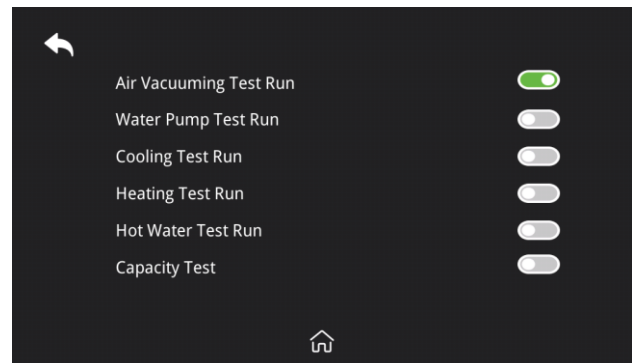 Air Vacuuming Test Run
Water Pump Test Run
Cooling Test Run
Heating Test Run
Hot Water Test Run
Capacity Test